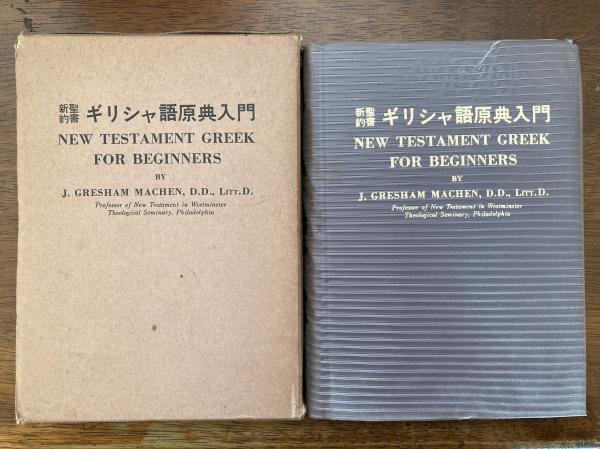 新約 聖書 ギリシャ語原典入門
NEW TESTAMENT GREEK
FOR BEGINNERS
BY
J. GRESHAM MACHEN, D.D., LITT.D.
Professor of New Testament in Westminster
Theological Seminary, Philadelphia
新約 聖書 ギリシャ語原典入門
NEW TESTAMENT GREEK
FOR BEGINNERS
BY
J. GRESHAM MACHEN, D.D., LITT.D.
Professor of New Testament in Westminster
Theological Seminary, Philadelphia